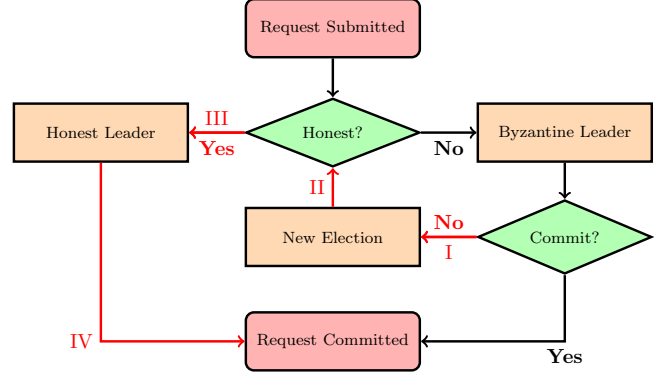 Request Submitted
III
Honest Leader
Honest?
Byzantine Leader
Yes
No
II
No
New Election
Commit?
I
IV
Request Committed
Yes